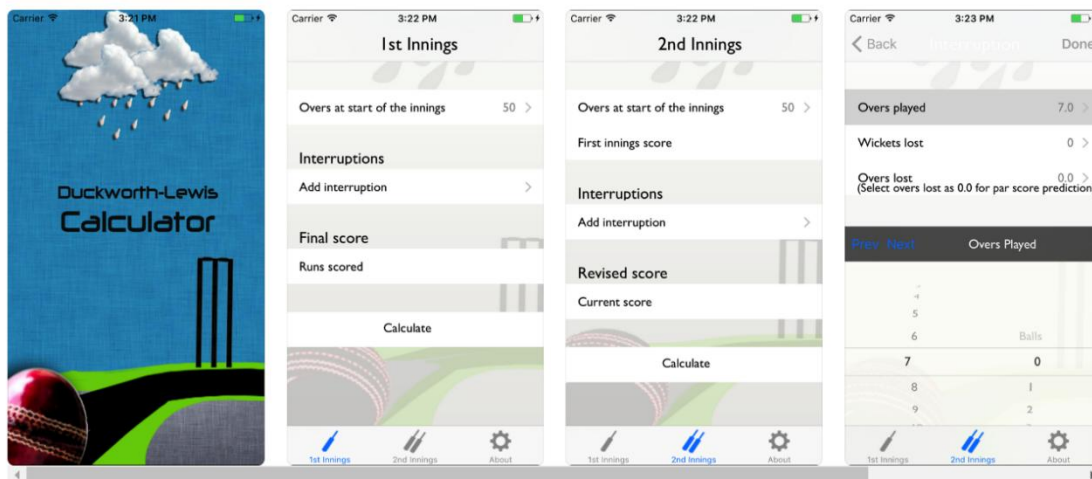 Carrier 3:21 PM
Duckworth-Lewis
Calculator
Carrier 3:22 PM
1st Innings
Overs at start of the innings 50
Interruptions
Add interruption
Final score
Runs scored
Calculate
1st Innings 2nd Innings About
Carrier 3:22 PM
2nd Innings
Overs at start of the innings 50
First innings score
Interruptions
Add interruption
Revised score
Current score
Calculate
1st Innings 2nd Innings About
Carrier 3:23 PM
Back Interruption Done
Overs played 7.0
Wickets lost 0
Overs lost 0.0
(Select overs lost as 0.0 for par score prediction
Prev Next Overs Played
4
5
6 Balls
7 0
8 1
9 2
1st Innings 2nd Innings About